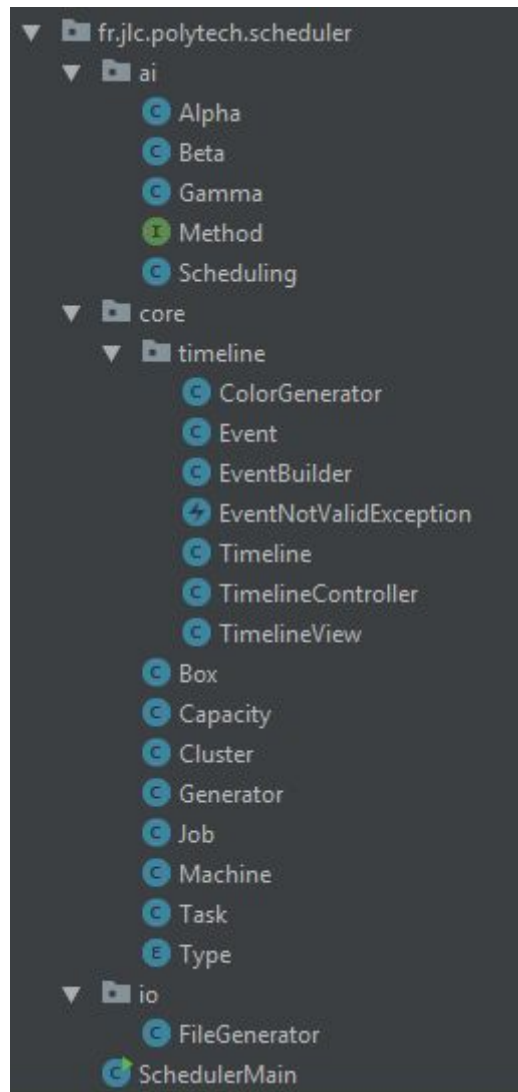 fr.jlc.polytech.scheduler
ai
C Alpha
C Beta
C Gamma
I Method
C Scheduling
core
timeline
C ColorGenerator
C Event
C EventBuilder
EventNotValidException
C Timeline
C TimelineController
C TimelineView
C Box
C Capacity
C Cluster
C Generator
C Job
C Machine
C Task
E Type
io
C FileGenerator
C SchedulerMain